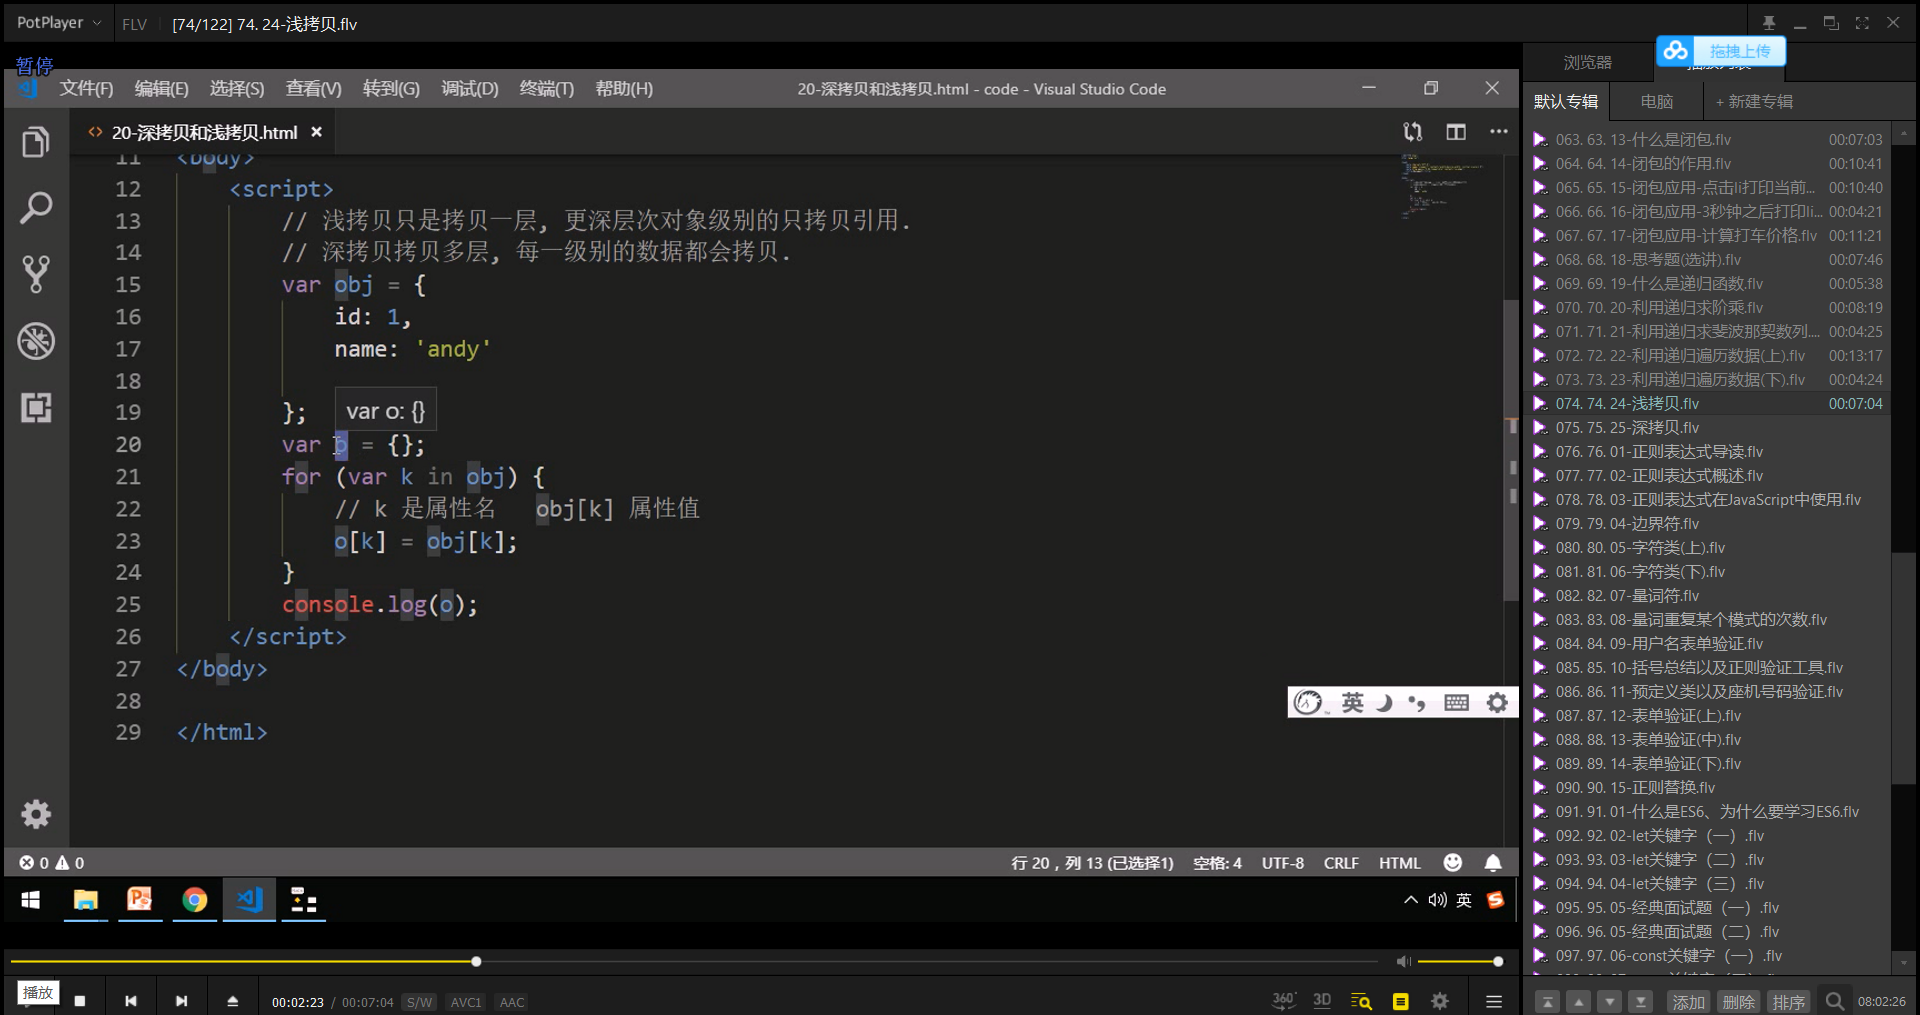 PotPlayer
FLV
[74/122] 74. 24-浅拷贝.flv
暂停
文件(F) 编辑(E) 选择(S) 查看(V) 转到(G) 调试(D) 终端(T) 帮助(H)
20-深拷贝和浅拷贝.html - code - Visual Studio Code
<> 20-深拷贝和浅拷贝.html ×
11 <body>
12 <script>
13 // 浅拷贝只是拷贝一层, 更深层次对象级别的只拷贝引用.
14 // 深拷贝拷贝多层, 每一级别的数据都会拷贝.
15 var obj = {
16 id: 1,
17 name: 'andy'
18
19 };
var o: {}
20 var o = {};
21 for (var k in obj) {
22 // k 是属性名 obj[k] 属性值
23 o[k] = obj[k];
24 }
25 console.log(o);
26 </script>
27 </body>
28
29 </html>
英
0 0
行 20，列 13 (已选择1) 空格: 4 UTF-8 CRLF HTML
英
播放
00:02:23 / 00:07:04 S/W AVC1 AAC
360° 3D
浏览器
拖拽上传
默认专辑 电脑 + 新建专辑
063. 63. 13-什么是闭包.flv 00:07:03
064. 64. 14-闭包的作用.flv 00:10:41
065. 65. 15-闭包应用-点击li打印当前... 00:10:40
066. 66. 16-闭包应用-3秒钟之后打印li... 00:04:21
067. 67. 17-闭包应用-计算打车价格.flv 00:11:21
068. 68. 18-思考题(选讲).flv 00:07:46
069. 69. 19-什么是递归函数.flv 00:05:38
070. 70. 20-利用递归求阶乘.flv 00:08:19
071. 71. 21-利用递归求斐波那契数列.... 00:04:25
072. 72. 22-利用递归遍历数据(上).flv 00:13:17
073. 73. 23-利用递归遍历数据(下).flv 00:04:24
074. 74. 24-浅拷贝.flv 00:07:04
075. 75. 25-深拷贝.flv
076. 76. 01-正则表达式导读.flv
077. 77. 02-正则表达式概述.flv
078. 78. 03-正则表达式在JavaScript中使用.flv
079. 79. 04-边界符.flv
080. 80. 05-字符类(上).flv
081. 81. 06-字符类(下).flv
082. 82. 07-量词符.flv
083. 83. 08-量词重复某个模式的次数.flv
084. 84. 09-用户名表单验证.flv
085. 85. 10-括号总结以及正则验证工具.flv
086. 86. 11-预定义类以及座机号码验证.flv
087. 87. 12-表单验证(上).flv
088. 88. 13-表单验证(中).flv
089. 89. 14-表单验证(下).flv
090. 90. 15-正则替换.flv
091. 91. 01-什么是ES6、为什么要学习ES6.flv
092. 92. 02-let关键字（一）.flv
093. 93. 03-let关键字（二）.flv
094. 94. 04-let关键字（三）.flv
095. 95. 05-经典面试题（一）.flv
096. 96. 05-经典面试题（二）.flv
097. 97. 06-const关键字（一）.flv
添加 删除 排序 08:02:26